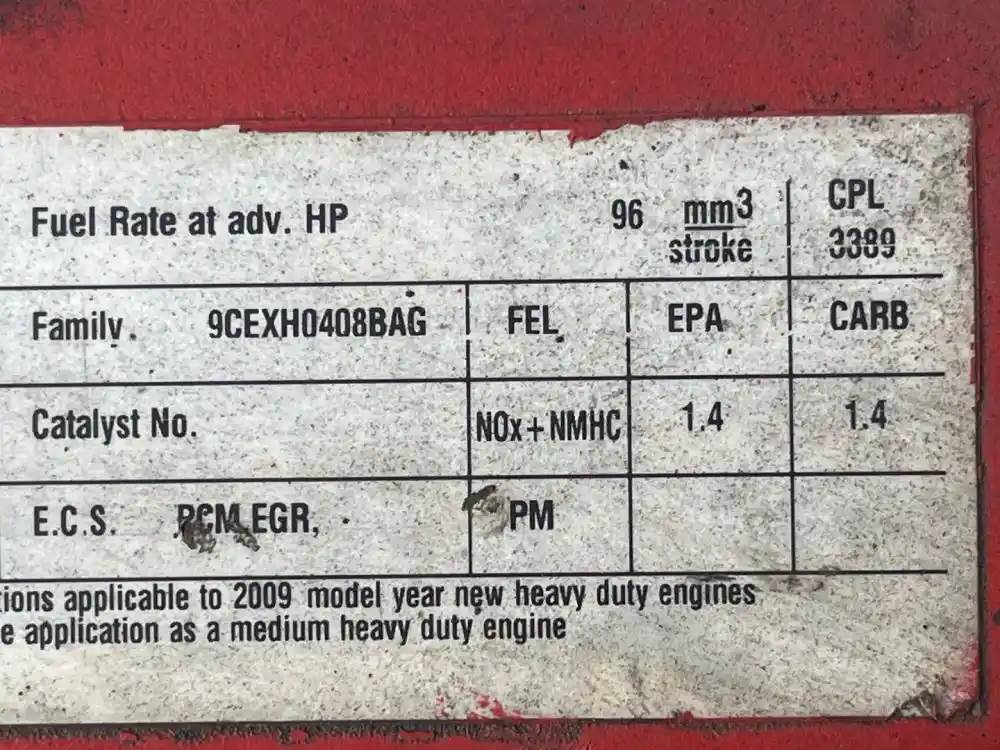 Fuel Rate at adv. HP 96 mm3 CPL
stroke 3389
Family. 9CEXH0408BAG FEL EPA CARB
Catalyst No. NOx+NMHC 1.4 1.4
E.C.S. PCM EGR, PM
tions applicable to 2009 model year new heavy duty engines
e application as a medium heavy duty engine